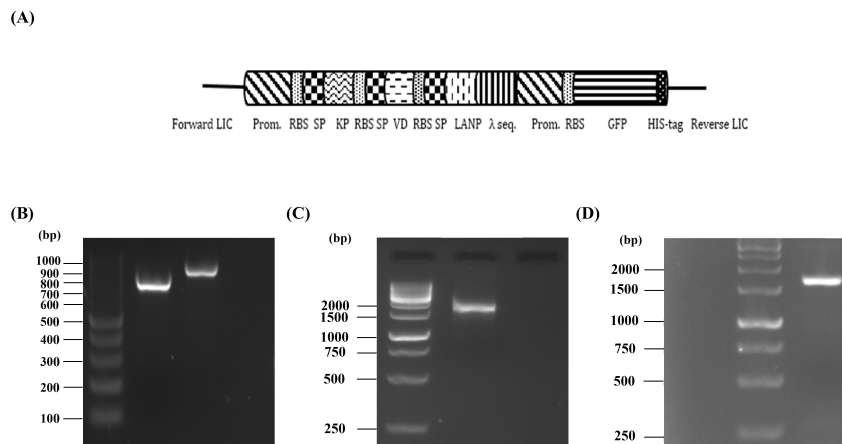 (A)
Forward LIC Prom. RBS SP KP RBS SP VD RBS SP LANP λ seq. Prom. RBS GFP HIS-tag Reverse LIC
(B)
(bp)
1000
900
800
700
600
500
400
300
200
100
(C)
(bp)
2000
1500
1000
750
500
250
(D)
(bp)
2000
1500
1000
750
500
250